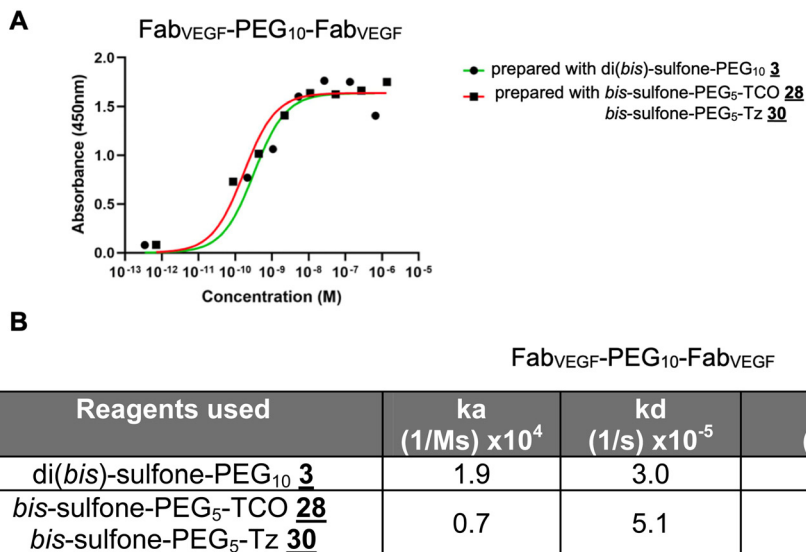 A
FabVEGF-PEG10-FabVEGF
prepared with di(bis)-sulfone-PEG10 3
prepared with bis-sulfone-PEG5-TCO 28
bis-sulfone-PEG5-Tz 30
Absorbance (450nm)
2.0
1.5
1.0
0.5
0.0
10-13 10-12 10-11 10-10 10-9 10-8 10-7 10-6 10-5
Concentration (M)
B
FabVEGF-PEG10-FabVEGF
Reagents used ka kd
(1/Ms) x10^4 (1/s) x10^-5 (
di(bis)-sulfone-PEG10 3 1.9 3.0
bis-sulfone-PEG5-TCO 28
0.7 5.1
bis-sulfone-PEG5-Tz 30